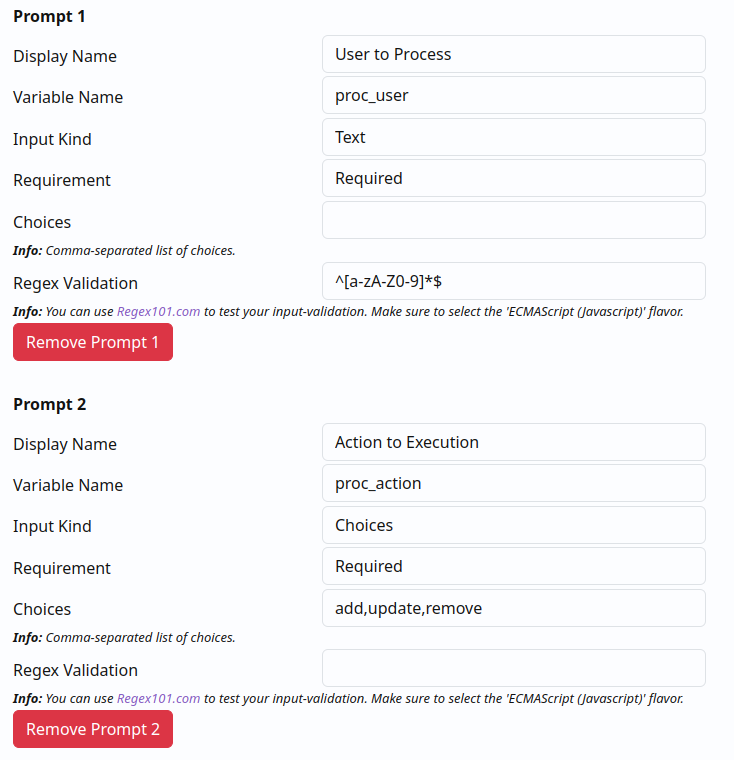 Prompt 1
Display Name User to Process
Variable Name proc_user
Input Kind Text
Requirement Required
Choices
Info: Comma-separated list of choices.
Regex Validation ^[a-zA-Z0-9]*$
Info: You can use Regex101.com to test your input-validation. Make sure to select the 'ECMAScript (Javascript)' flavor.
Remove Prompt 1
Prompt 2
Display Name Action to Execution
Variable Name proc_action
Input Kind Choices
Requirement Required
Choices add,update,remove
Info: Comma-separated list of choices.
Regex Validation
Info: You can use Regex101.com to test your input-validation. Make sure to select the 'ECMAScript (Javascript)' flavor.
Remove Prompt 2